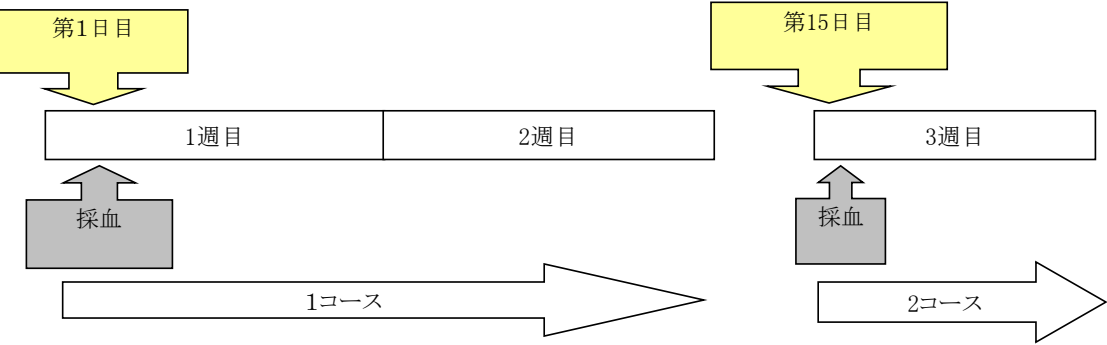 第1日目
第15日目
1週目
2週目
3週目
採血
採血
1コース
2コース